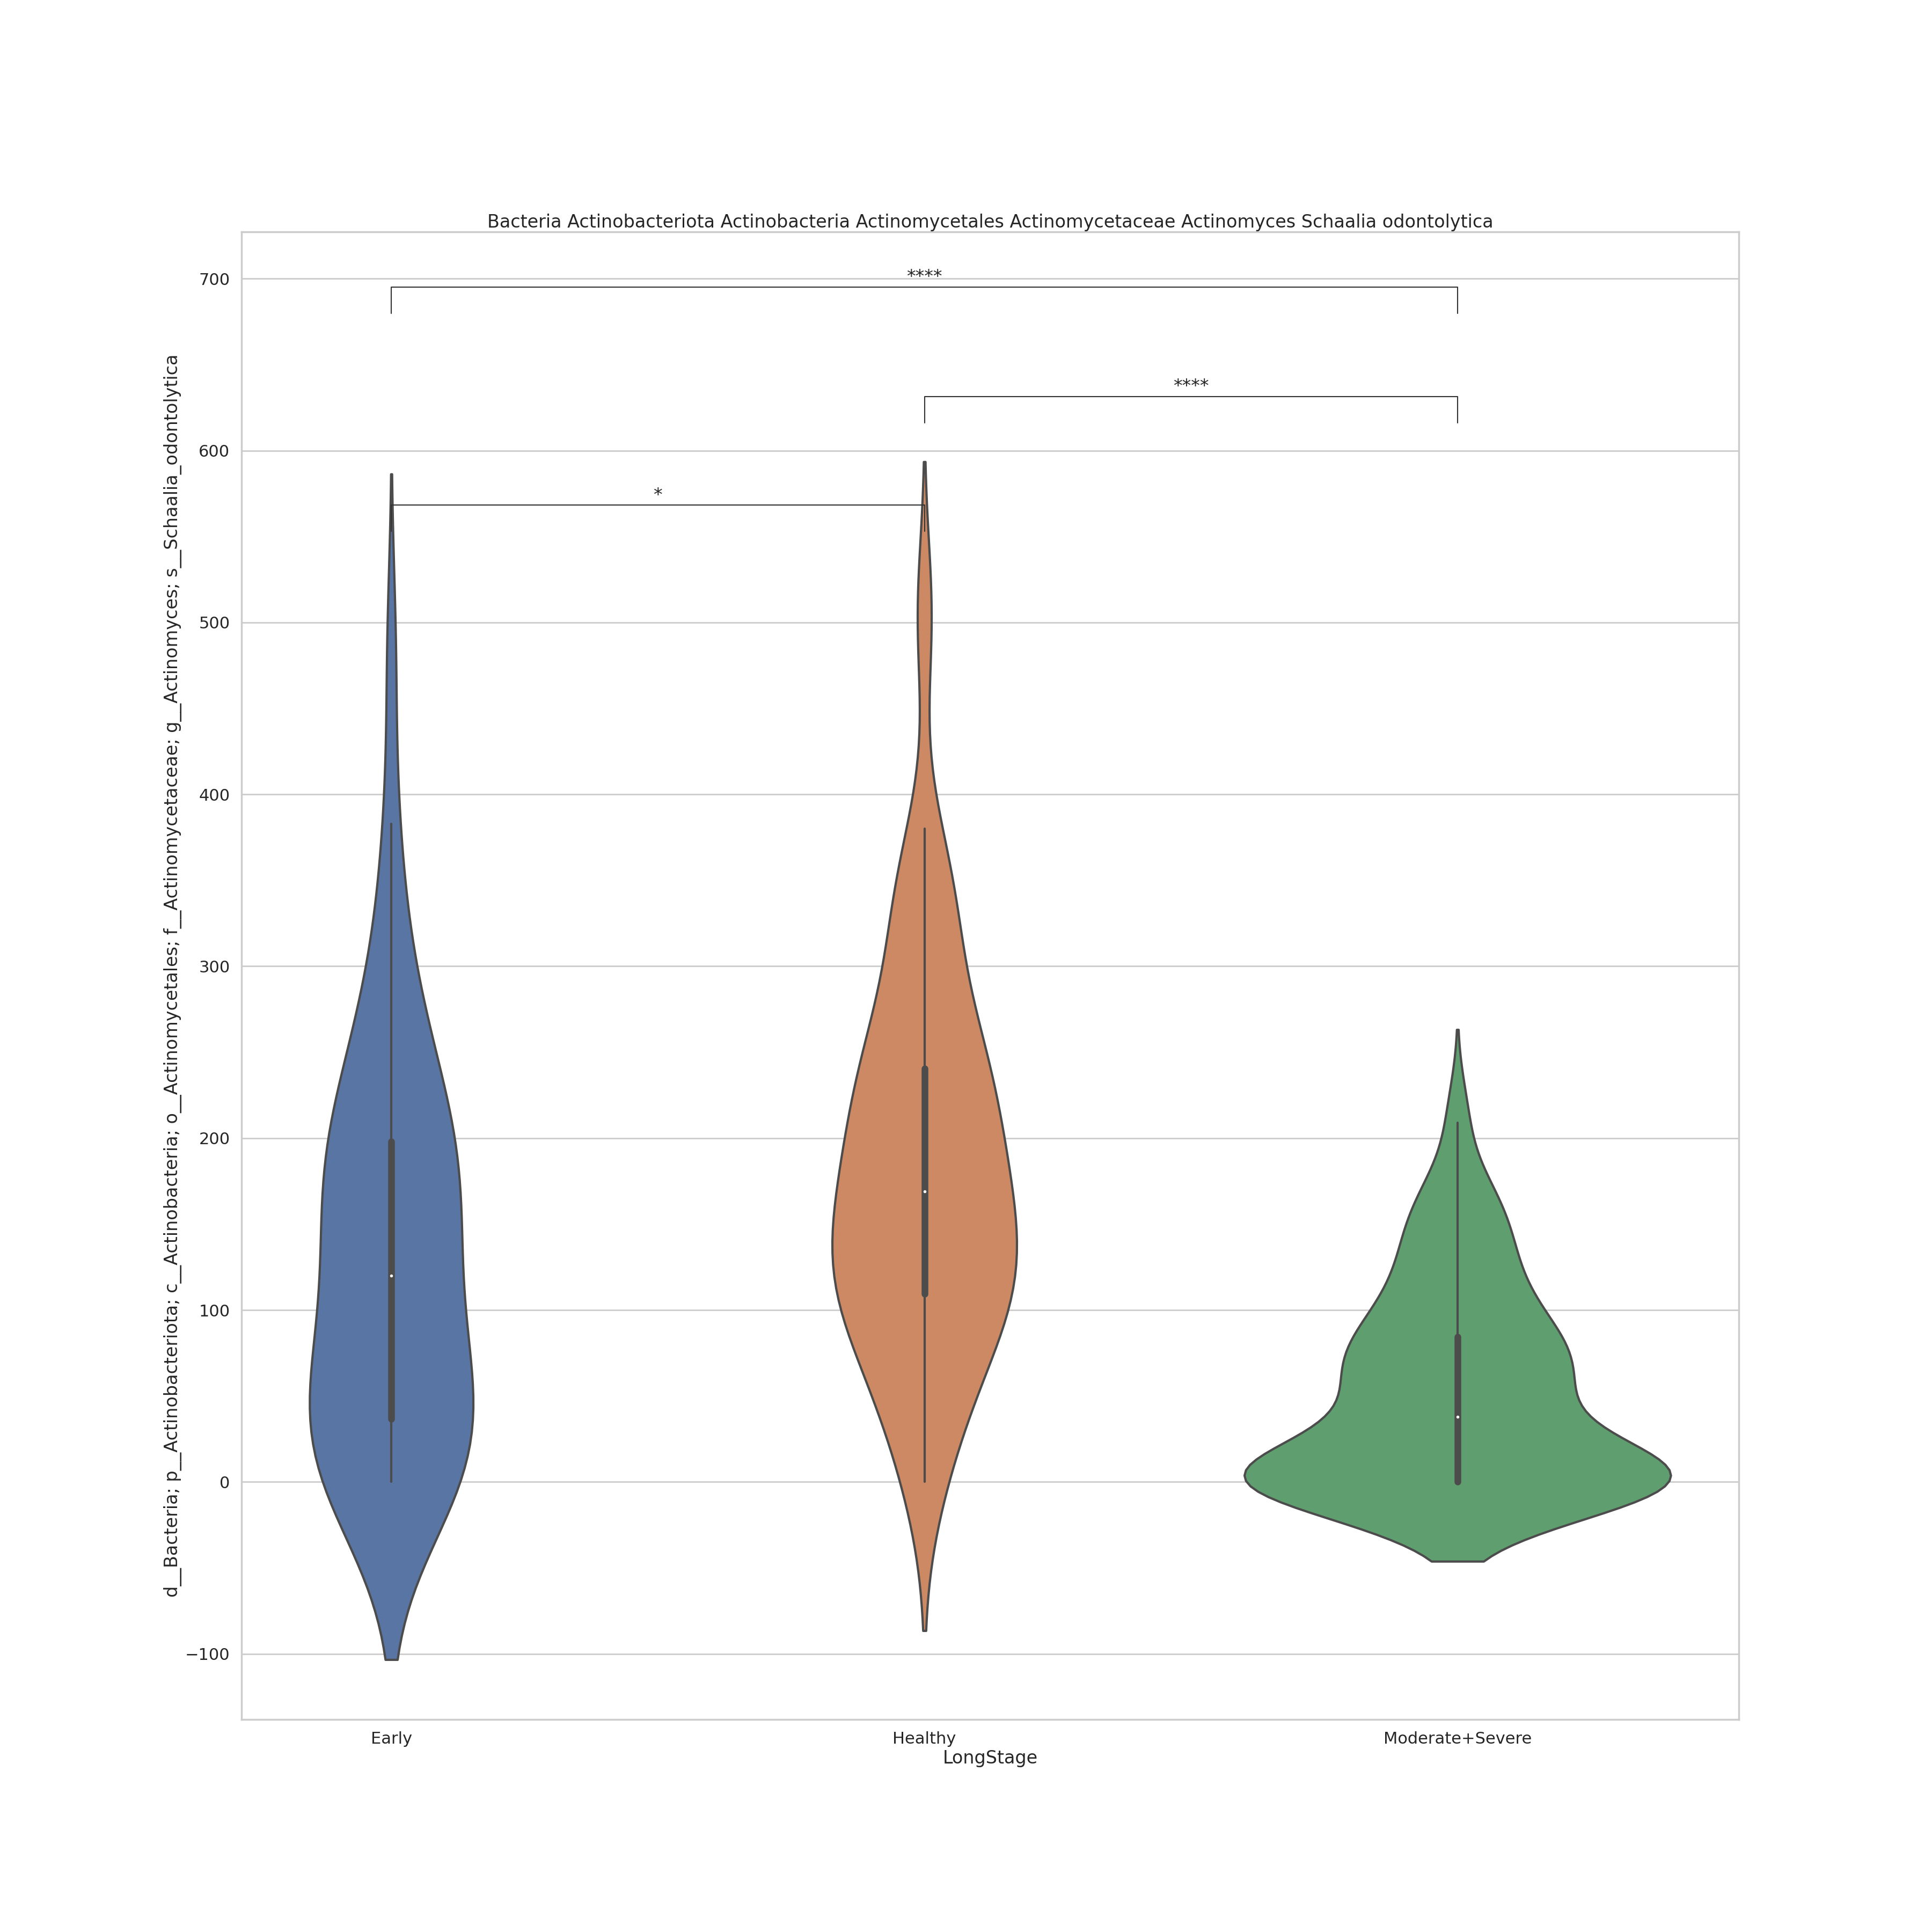 Bacteria Actinobacteriota Actinobacteria Actinomycetales Actinomycetaceae Actinomyces Schaalia odontolytica
d__Bacteria; p__Actinobacteriota; c__Actinobacteria; o__Actinomycetales; f__Actinomycetaceae; g__Actinomyces; s__Schaalia_odontolytica
700
600
500
400
300
200
100
0
−100
****
****
*
Early
Healthy
Moderate+Severe
LongStage